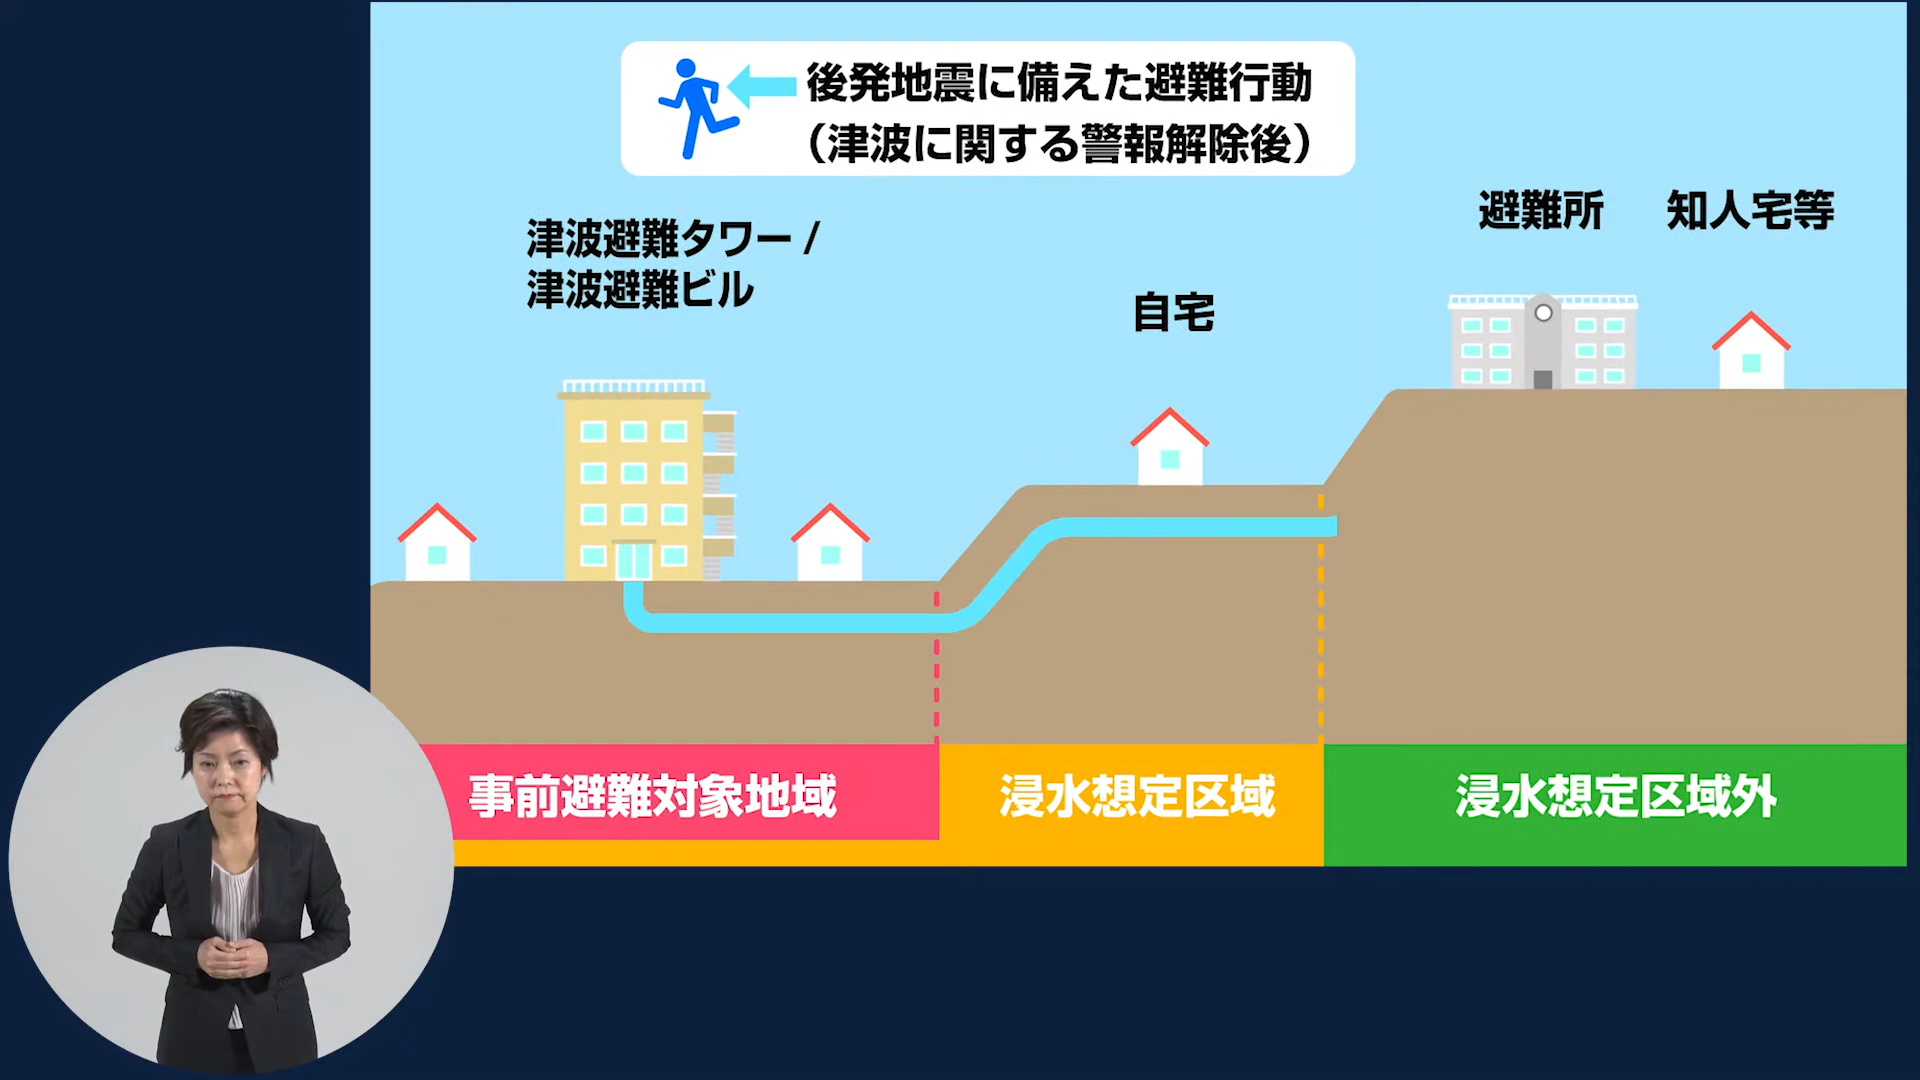 後発地震に備えた避難行動
（津波に関する警報解除後）
津波避難タワー /
津波避難ビル
自宅
避難所
知人宅等
事前避難対象地域
浸水想定区域
浸水想定区域外